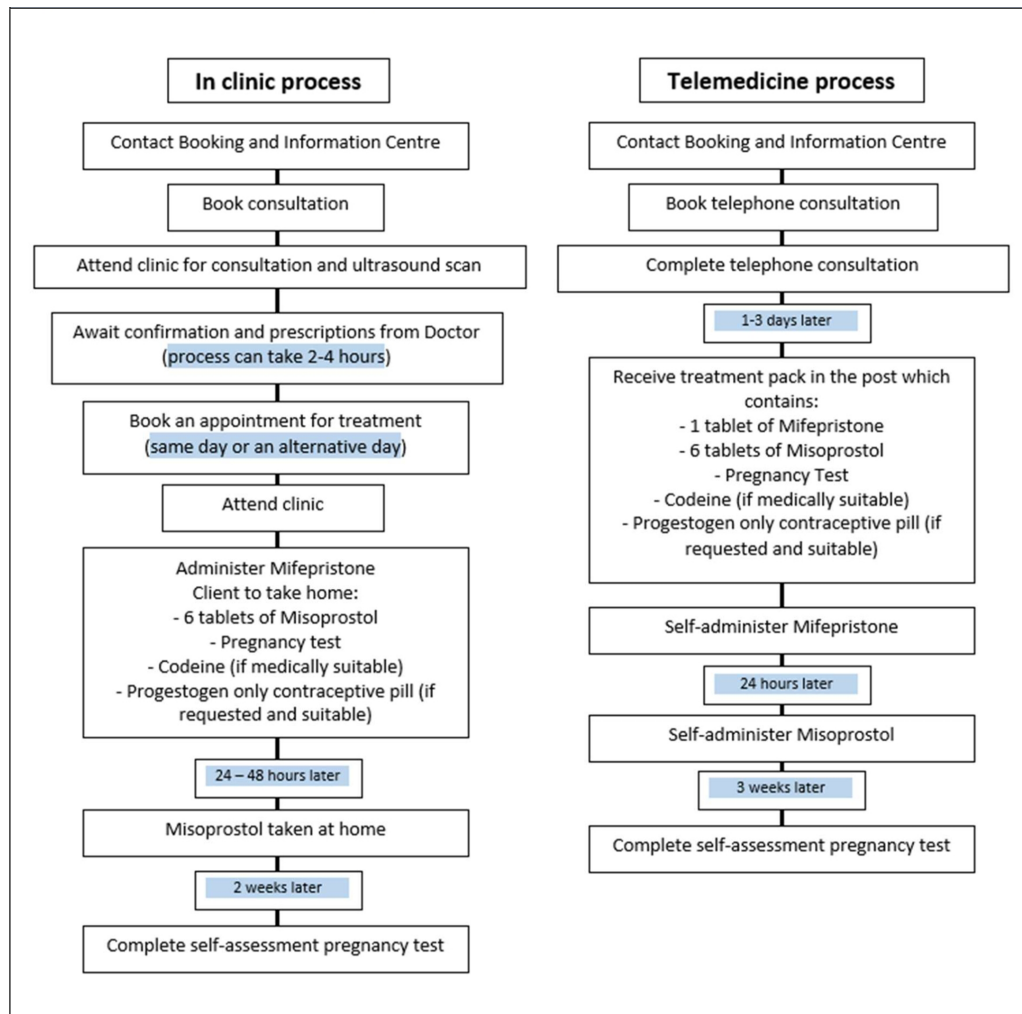 In clinic process
Contact Booking and Information Centre
Book consultation
Attend clinic for consultation and ultrasound scan
Await confirmation and prescriptions from Doctor
(process can take 2-4 hours)
Book an appointment for treatment
(same day or an alternative day)
Attend clinic
Administer Mifepristone
Client to take home:
- 6 tablets of Misoprostol
- Pregnancy test
- Codeine (if medically suitable)
- Progestogen only contraceptive pill (if
requested and suitable)
24 – 48 hours later
Misoprostol taken at home
2 weeks later
Complete self-assessment pregnancy test
Telemedicine process
Contact Booking and Information Centre
Book telephone consultation
Complete telephone consultation
1-3 days later
Receive treatment pack in the post which
contains:
- 1 tablet of Mifepristone
- 6 tablets of Misoprostol
- Pregnancy Test
- Codeine (if medically suitable)
- Progestogen only contraceptive pill (if
requested and suitable)
Self-administer Mifepristone
24 hours later
Self-administer Misoprostol
3 weeks later
Complete self-assessment pregnancy test